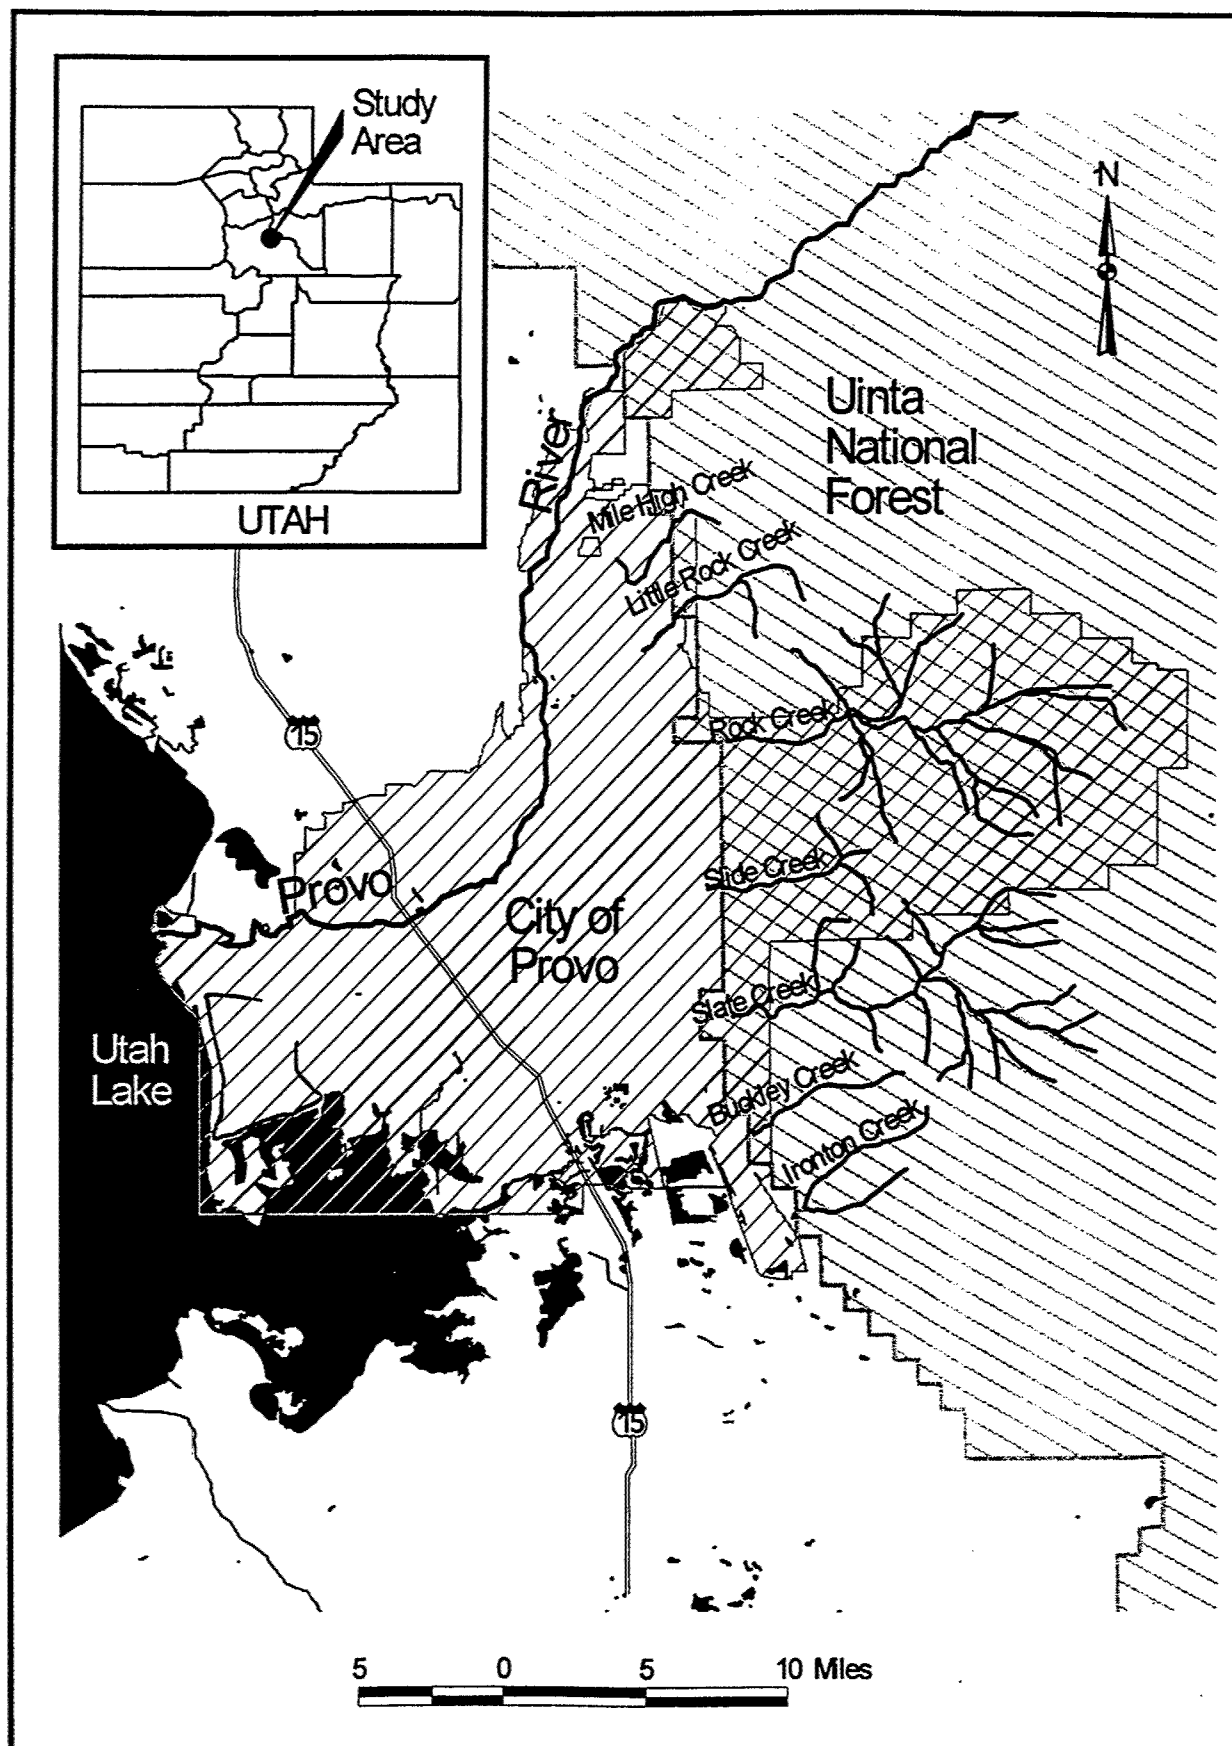 Study
Area
UTAH
N
Uinta
National
Forest
River
Mile High Creek
Little Rock Creek
Rock Creek
15
Slide Creek
Provo
City of
Provo
Slate Creek
Utah
Lake
Buckley Creek
Ironton Creek
15
5 0 5 10 Miles